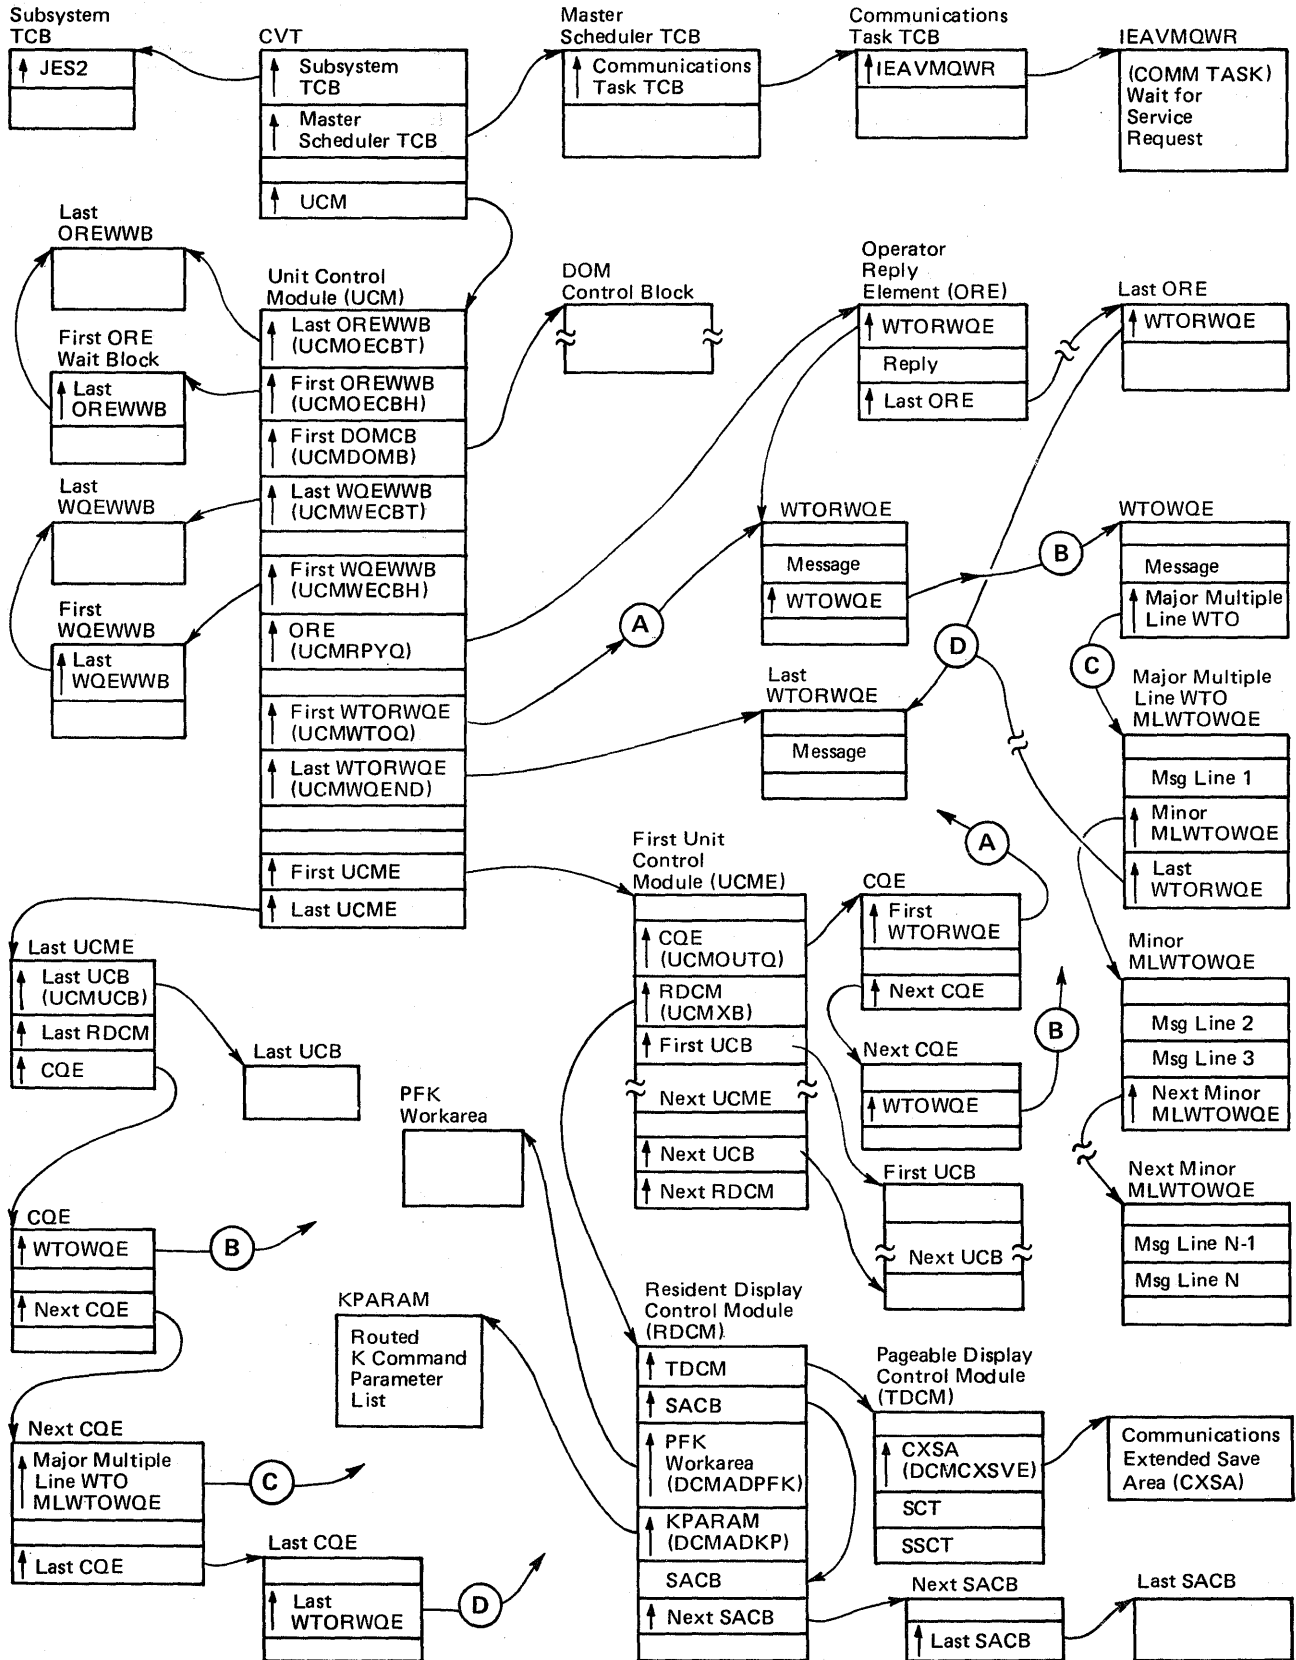 Subsystem
TCB
JES2
CVT
Subsystem
TCB
Master
Scheduler TCB
UCM
Master
Scheduler TCB
Communications
Task TCB
Communications
Task TCB
IEAVMQWR
IEAVMQWR
(COMM TASK)
Wait for
Service
Request
Last
OREWWB
First ORE
Wait Block
Last
OREWWB
Last
WQEWWB
First
WQEWWB
Last
WQEWWB
Unit Control
Module (UCM)
Last OREWWB
(UCMOECBT)
First OREWWB
(UCMOECBH)
First DOMCB
(UCMDOMB)
Last WQEWWB
(UCMWECBT)
First WQEWWB
(UCMWECBH)
ORE
(UCMRPYQ)
First WTORWQE
(UCMWTOQ)
Last WTORWQE
(UCMWQEND)
First UCME
Last UCME
DOM
Control Block
Operator
Reply
Element (ORE)
WTORWQE
Reply
Last ORE
Last ORE
WTORWQE
A
WTORWQE
Message
WTOWQE
B
D
Last
WTORWQE
Message
WTOWQE
Message
Major Multiple
Line WTO
C
Major Multiple
Line WTO
MLWTOWQE
Msg Line 1
Minor
MLWTOWQE
Last
WTORWQE
Minor
MLWTOWQE
Msg Line 2
Msg Line 3
Next Minor
MLWTOWQE
Next Minor
MLWTOWQE
Msg Line N-1
Msg Line N
First Unit
Control
Module (UCME)
CQE
(UCMOUTQ)
RDCM
(UCMXB)
First UCB
Next UCME
Next UCB
Next RDCM
A
CQE
First
WTORWQE
Next CQE
B
Next CQE
WTOWQE
First UCB
Next UCB
Last UCME
Last UCB
(UCMUCB)
Last RDCM
CQE
Last UCB
PFK
Workarea
CQE
WTOWQE
B
Next CQE
KPARAM
Routed
K Command
Parameter
List
Next CQE
Major Multiple
Line WTO
MLWTOWQE
C
Last CQE
Last CQE
Last
WTORWQE
D
Resident Display
Control Module
(RDCM)
TDCM
SACB
PFK
Workarea
(DCMADPFK)
KPARAM
(DCMADKP)
SACB
Next SACB
Pageable Display
Control Module
(TDCM)
CXSA
(DCMCXSVE)
SCT
SSCT
Communications
Extended Save
Area (CXSA)
Next SACB
Last SACB
Last SACB